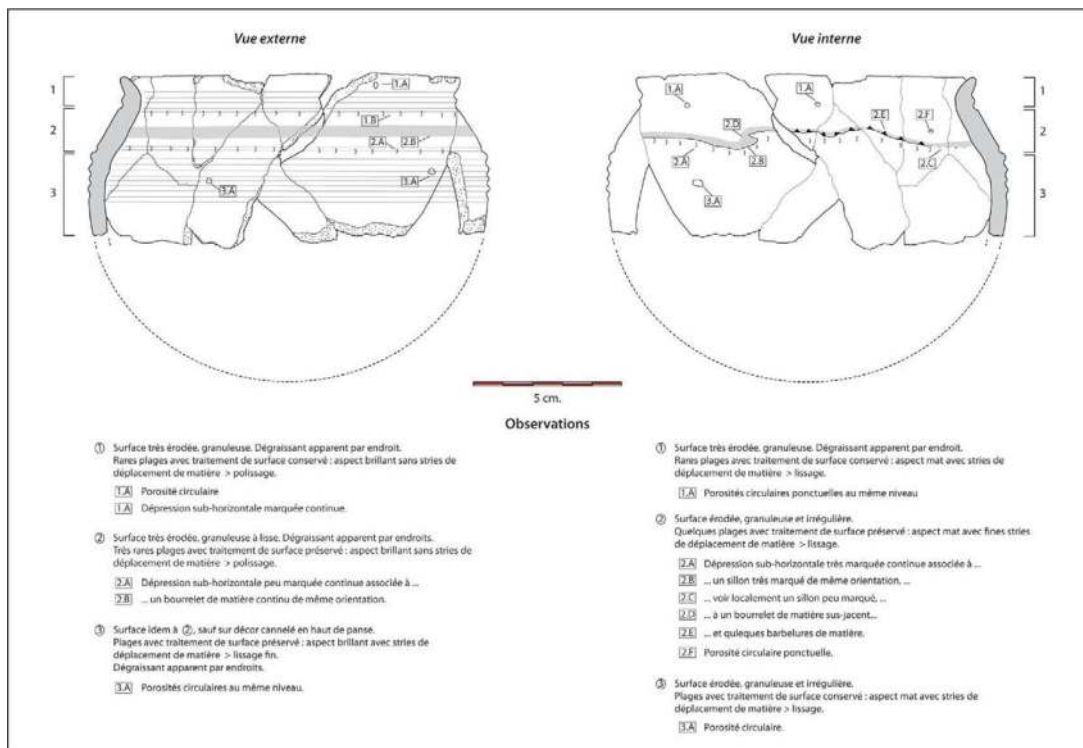 Vue externe
Vue interne
1
2
3
1.A
1.B
2.A
2.B
3.A
3.A
1.A
1.A
2.D
2.E
2.F
2.A
2.B
2.C
3.A
1
2
3
5 cm.
Observations
① Surface très érodée, granuleuse. Dégraissant apparent par endroit.
Rares plages avec traitement de surface conservé : aspect brillant sans stries de
déplacement de matière > polissage.
1.A Porosité circulaire
1.A Dépression sub-horizontale marquée continue.
② Surface très érodée, granuleuse à lisse. Dégraissant apparent par endroits.
Très rares plages avec traitement de surface préservé : aspect brillant sans stries de
déplacement de matière > polissage.
2.A Dépression sub-horizontale peu marquée continue associée à ...
2.B ... un bourrelet de matière continu de même orientation.
③ Surface idem à ②, sauf sur décor cannelé en haut de panse.
Plages avec traitement de surface préservé : aspect brillant avec stries de
déplacement de matière > lissage fin.
Dégraissant apparent par endroits.
3.A Porosités circulaires au même niveau.
① Surface très érodée, granuleuse. Dégraissant apparent par endroit.
Rares plages avec traitement de surface conservé : aspect mat avec stries de
déplacement de matière > lissage.
1.A Porosités circulaires ponctuelles au même niveau
② Surface érodée, granuleuse et irrégulière.
Quelques plages avec traitement de surface préservé : aspect mat avec fines stries
de déplacement de matière > lissage.
2.A Dépression sub-horizontale très marquée continue associée à ...
2.B ... un sillon très marqué de même orientation, ...
2.C ... voir localement un sillon peu marqué, ...
2.D ... à un bourrelet de matière sus-jacent...
2.E ... et quleques barbelures de matière.
2.F Porosité circulaire ponctuelle.
③ Surface érodée, granuleuse et irrégulière.
Plages avec traitement de surface conservé : aspect mat avec stries de
déplacement de matière > lissage.
3.A Porosité circulaire.